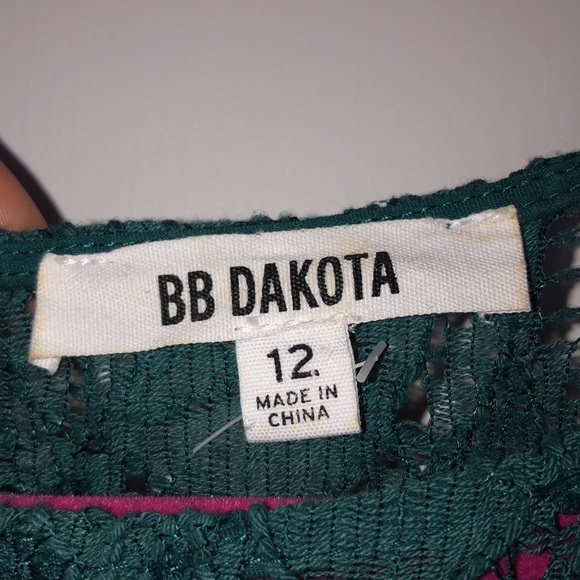 BB DAKOTA
12.
MADE IN
CHINA